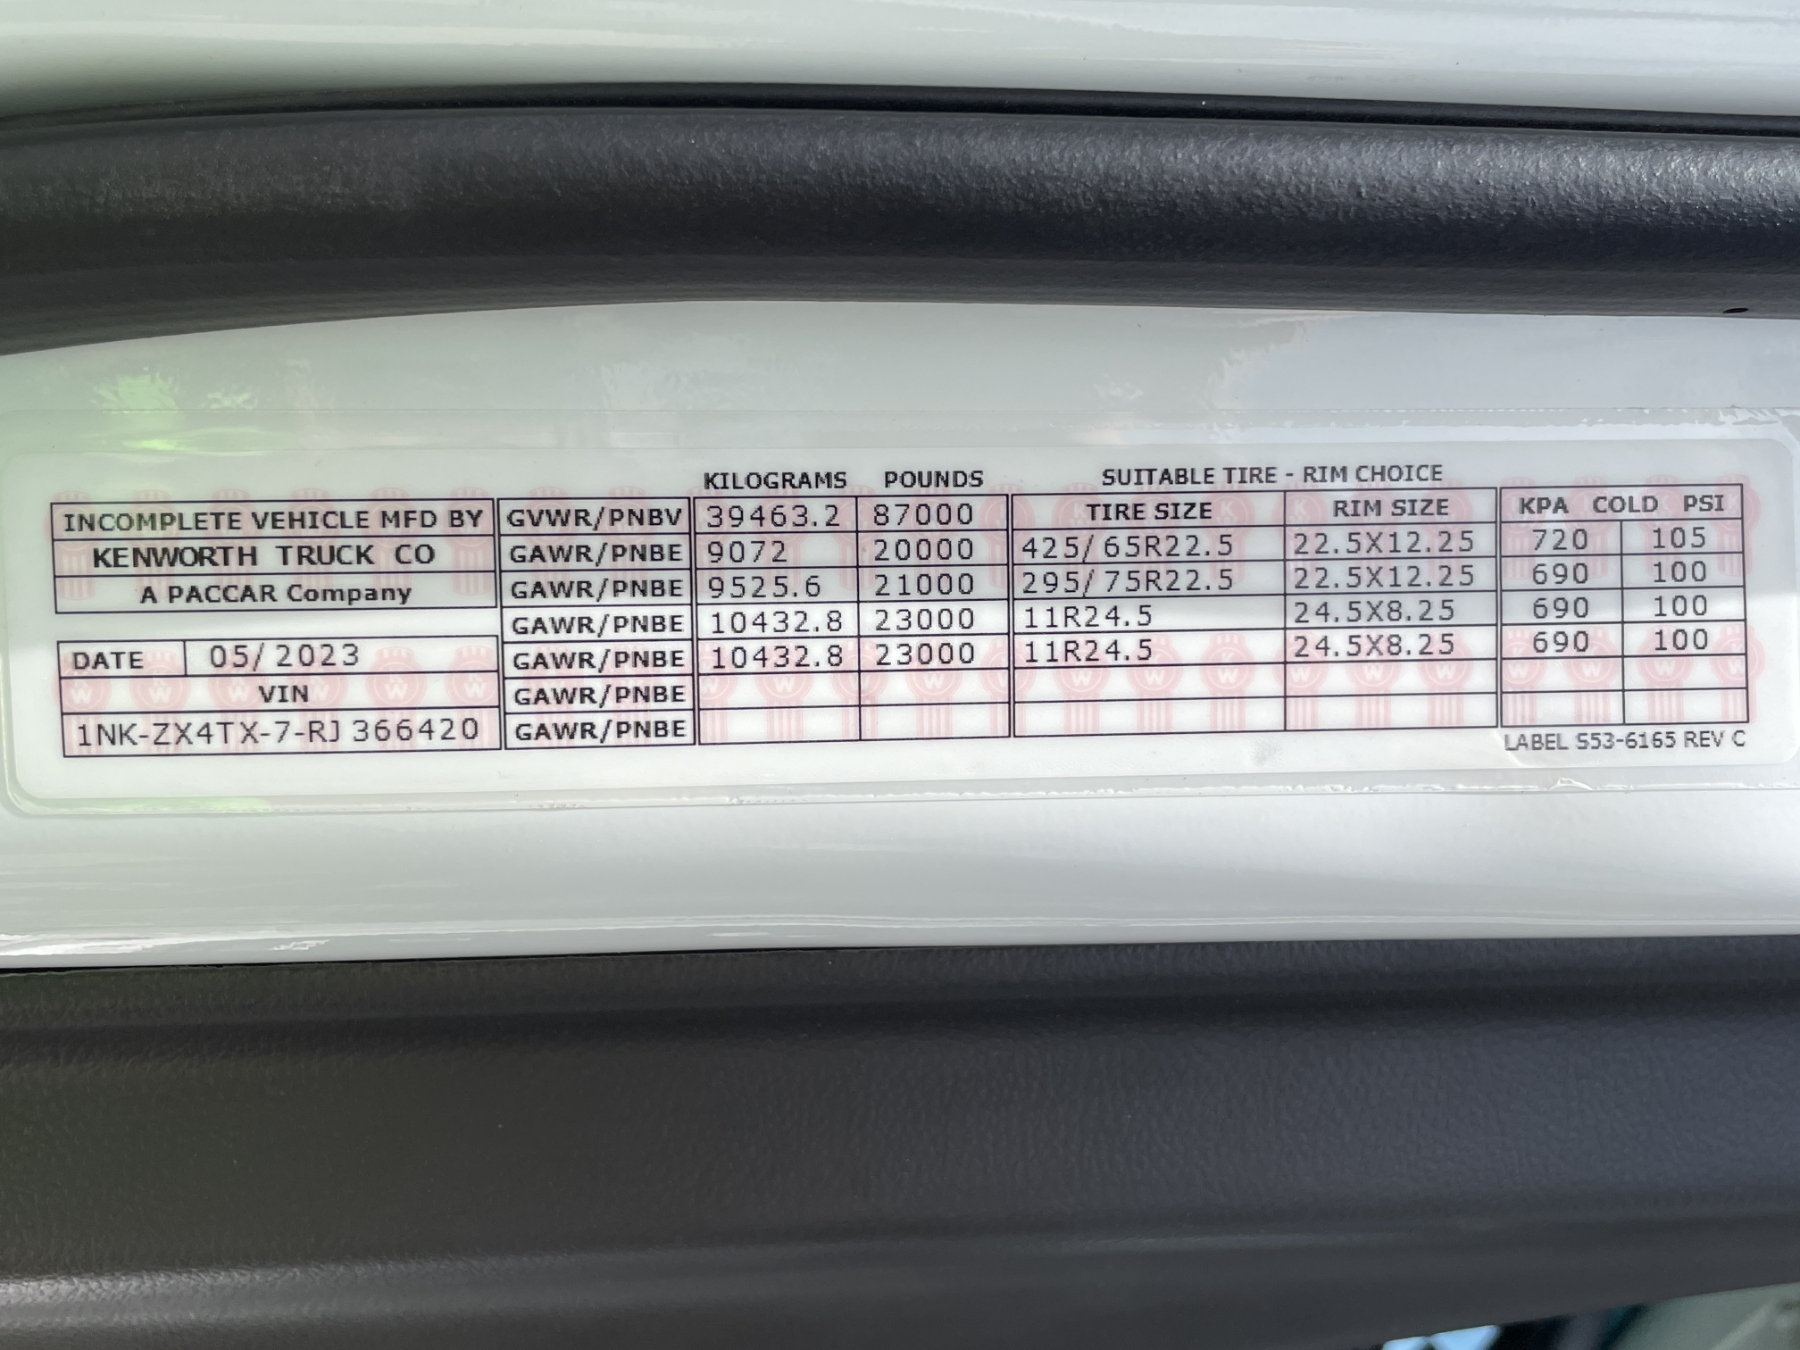 KILOGRAMS POUNDS SUITABLE TIRE - RIM CHOICE
INCOMPLETE VEHICLE MFD BY GVWR/PNBV 39463.2 87000 TIRE SIZE RIM SIZE KPA COLD PSI
KENWORTH TRUCK CO GAWR/PNBE 9072 20000 425/65R22.5 22.5X12.25 720 105
A PACCAR Company GAWR/PNBE 9525.6 21000 295/75R22.5 22.5X12.25 690 100
GAWR/PNBE 10432.8 23000 11R24.5 24.5X8.25 690 100
DATE 05/2023 GAWR/PNBE 10432.8 23000 11R24.5 24.5X8.25 690 100
VIN GAWR/PNBE
1NK-ZX4TX-7-RJ366420 GAWR/PNBE
LABEL S53-6165 REV C